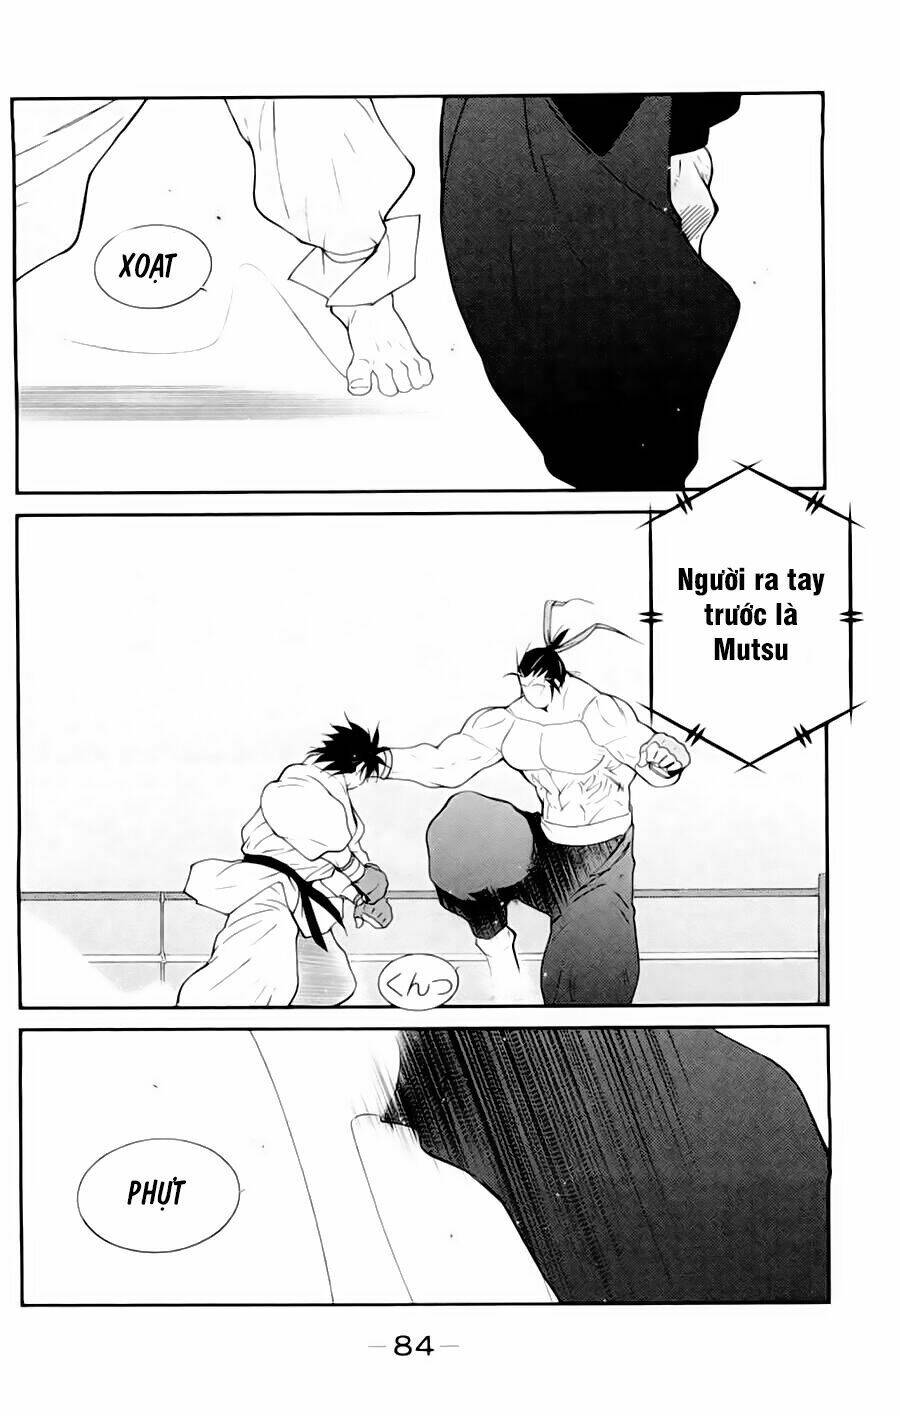 XOẠT
Người ra tay
trước là
Mutsu
くんっ
PHỰT
84